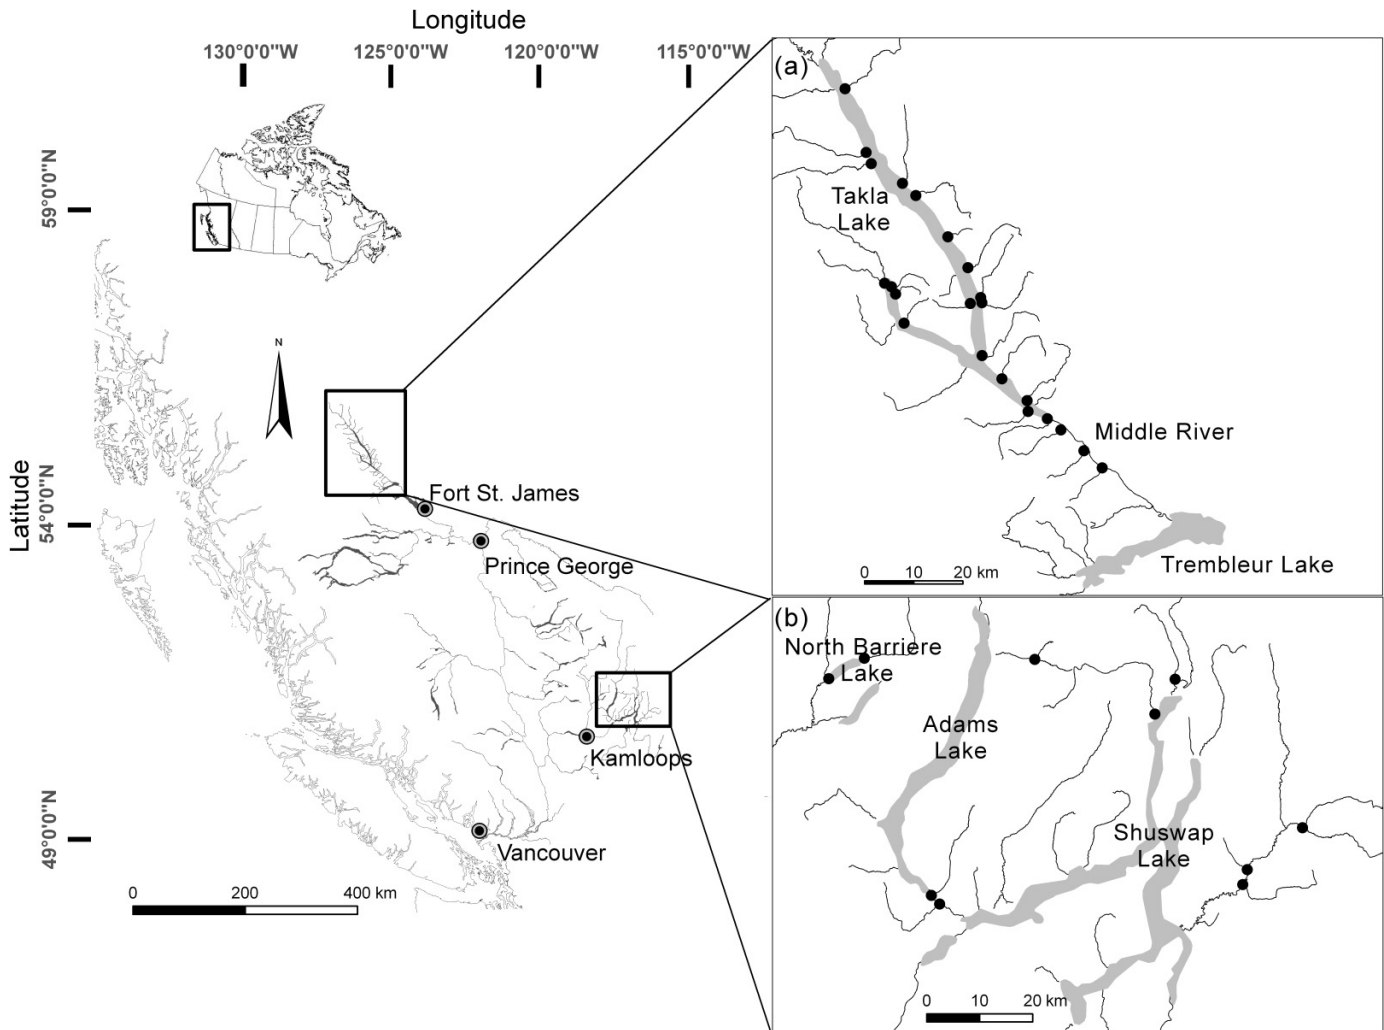 Longitude
130°0'0"W 125°0'0"W 120°0'0"W 115°0'0"W
Latitude
59°0'0"N
54°0'0"N
49°0'0"N
N
Fort St. James
Prince George
Kamloops
Vancouver
0 200 400 km
(a)
Takla
Lake
Middle River
Trembleur Lake
0 10 20 km
(b)
North Barriere
Lake
Adams
Lake
Shuswap
Lake
0 10 20 km